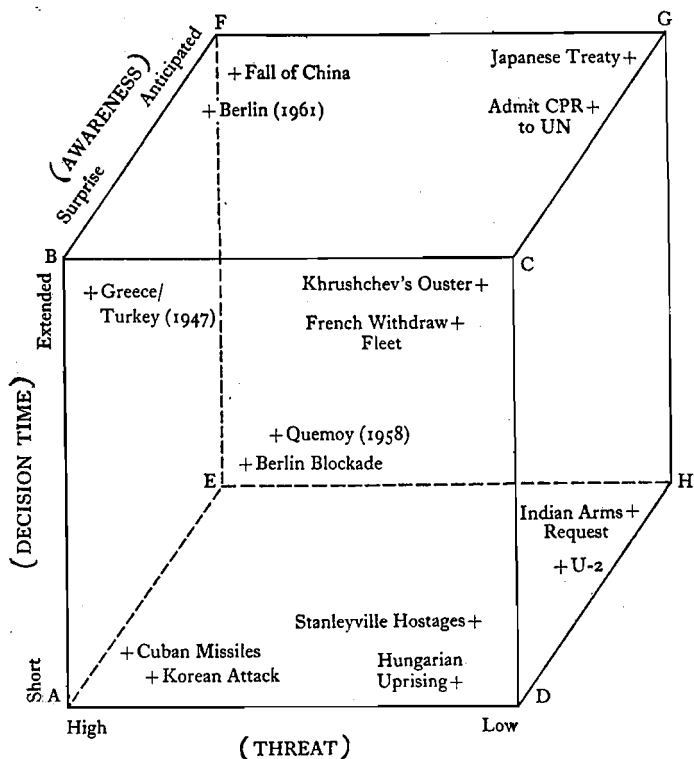 F
G
Anticipated
(AWARENESS)
Surprise
+Fall of China
+Berlin (1961)
Japanese Treaty+
Admit CPR+
to UN
B
C
Extended
+Greece/
Turkey (1947)
Khrushchev's Ouster+
French Withdraw+
Fleet
(DECISION TIME)
+Quemoy (1958)
+Berlin Blockade
E
H
Indian Arms+
Request
+U-2
Stanleyville Hostages+
+Cuban Missiles
+Korean Attack
Hungarian
Uprising+
Short
A
D
High
Low
(THREAT)